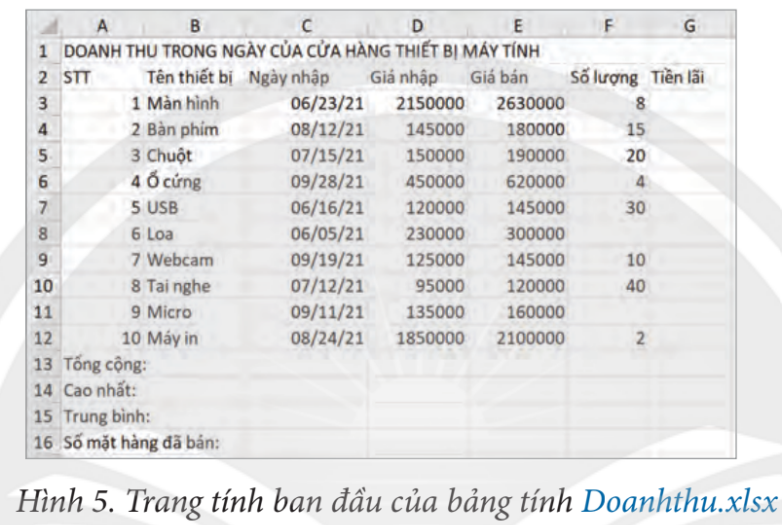 A B C D E F G
1 DOANH THU TRONG NGÀY CỦA CỬA HÀNG THIẾT BỊ MÁY TÍNH
2 STT Tên thiết bị Ngày nhập Giá nhập Giá bán Số lượng Tiền lãi
3 1 Màn hình 06/23/21 2150000 2630000 8
4 2 Bàn phím 08/12/21 145000 180000 15
5 3 Chuột 07/15/21 150000 190000 20
6 4 Ổ cứng 09/28/21 450000 620000 4
7 5 USB 06/16/21 120000 145000 30
8 6 Loa 06/05/21 230000 300000
9 7 Webcam 09/19/21 125000 145000 10
10 8 Tai nghe 07/12/21 95000 120000 40
11 9 Micro 09/11/21 135000 160000
12 10 Máy in 08/24/21 1850000 2100000 2
13 Tổng cộng:
14 Cao nhất:
15 Trung bình:
16 Số mặt hàng đã bán:
Hình 5. Trang tính ban đầu của bảng tính Doanhthu.xlsx